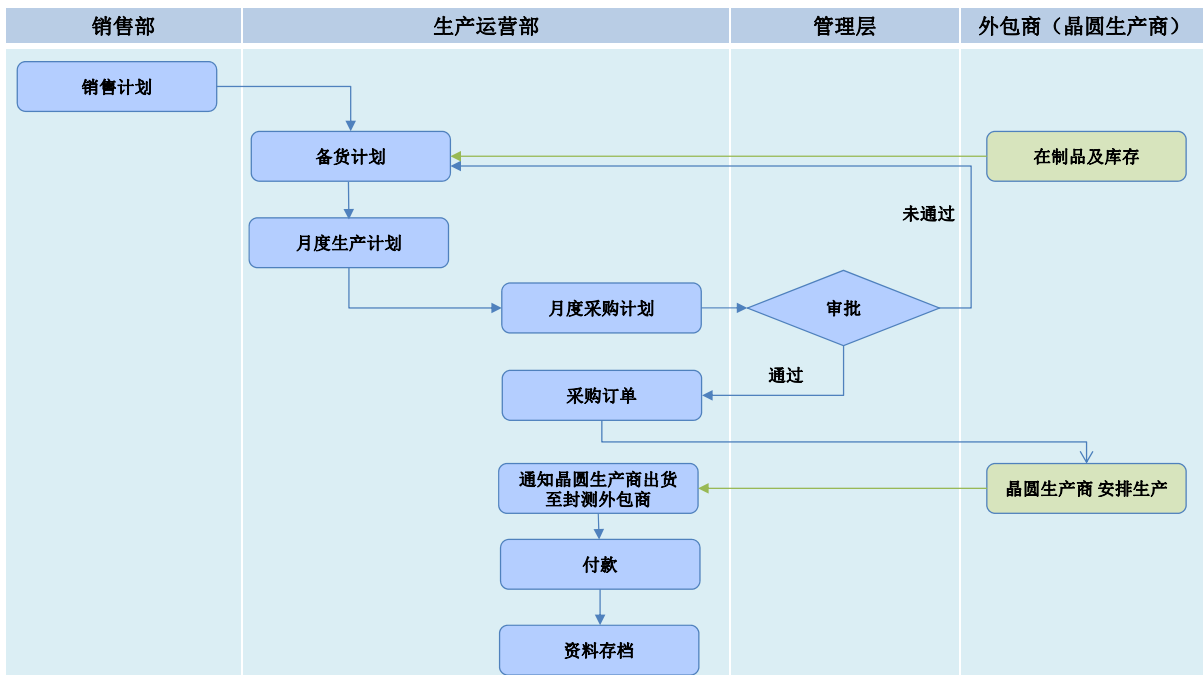 销售部
生产运营部
管理层
外包商（晶圆生产商）
销售计划
备货计划
在制品及库存
未通过
月度生产计划
月度采购计划
审批
通过
采购订单
通知晶圆生产商出货
至封测外包商
晶圆生产商 安排生产
付款
资料存档